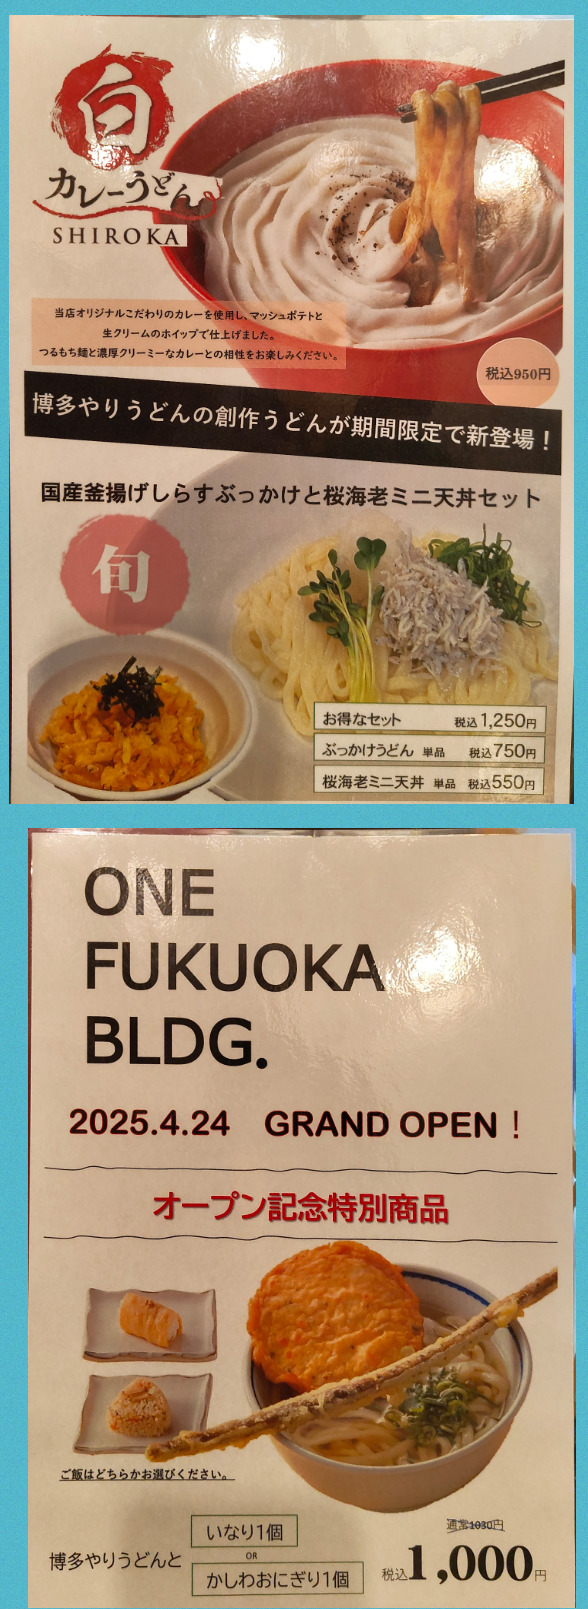 白
カレーうどん
SHIROKA
当店オリジナルこだわりのカレーを使用し、マッシュポテトと
生クリームのホイップで仕上げました。
つるもち麺と濃厚クリーミーなカレーとの相性をお楽しみください。
税込950円
博多やりうどんの創作うどんが期間限定で新登場！
国産釜揚げしらすぶっかけと桜海老ミニ天丼セット
旬
お得なセット 税込1,250円
ぶっかけうどん 単品 税込750円
桜海老ミニ天丼 単品 税込550円
ONE
FUKUOKA
BLDG.
2025.4.24 GRAND OPEN！
オープン記念特別商品
ご飯はどちらかお選びください。
博多やりうどんと
いなり1個
OR
かしわおにぎり1個
通常1030円
税込1,000円